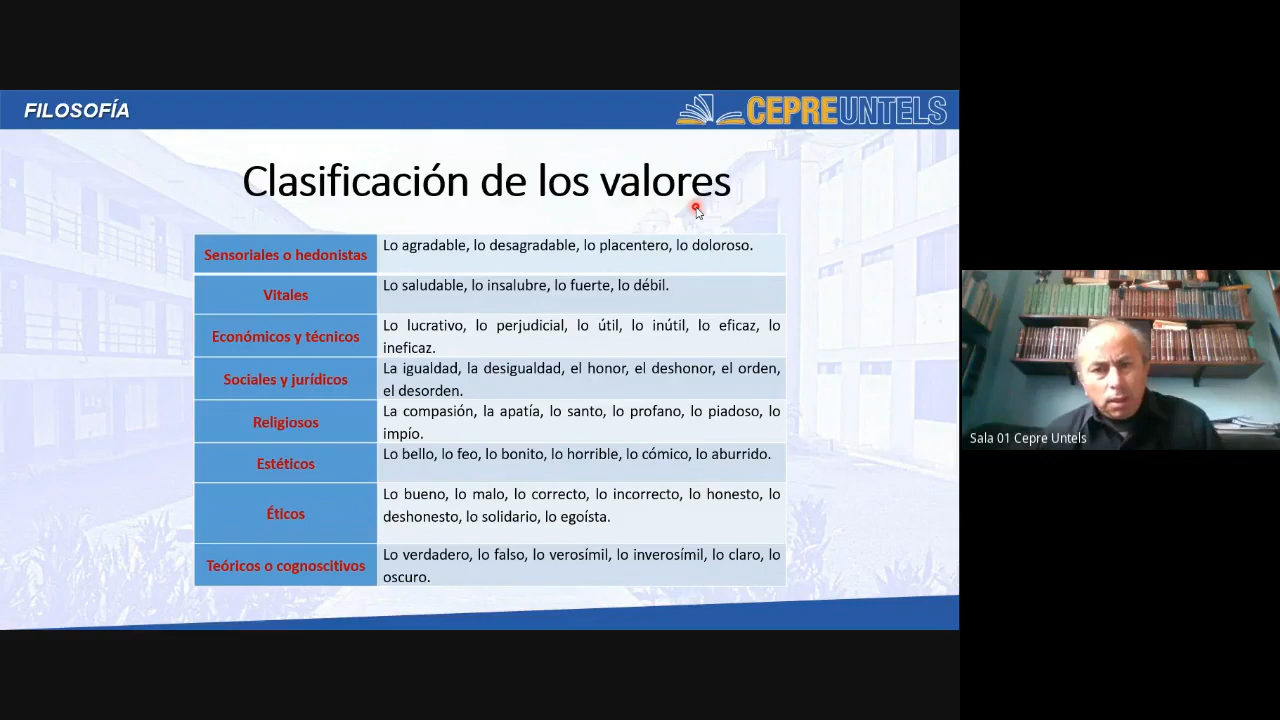 FILOSOFÍA
CEPREUNTELS
Clasificación de los valores
Sensoriales o hedonistas
Lo agradable, lo desagradable, lo placentero, lo doloroso.
Vitales
Lo saludable, lo insalubre, lo fuerte, lo débil.
Económicos y técnicos
Lo lucrativo, lo perjudicial, lo útil, lo inútil, lo eficaz, lo
ineficaz.
Sociales y jurídicos
La igualdad, la desigualdad, el honor, el deshonor, el orden,
el desorden.
Religiosos
La compasión, la apatía, lo santo, lo profano, lo piadoso, lo
impío.
Estéticos
Lo bello, lo feo, lo bonito, lo horrible, lo cómico, lo aburrido.
Éticos
Lo bueno, lo malo, lo correcto, lo incorrecto, lo honesto, lo
deshonesto, lo solidario, lo egoísta.
Teóricos o cognoscitivos
Lo verdadero, lo falso, lo verosímil, lo inverosímil, lo claro, lo
oscuro.
Sala 01 Cepre Untels